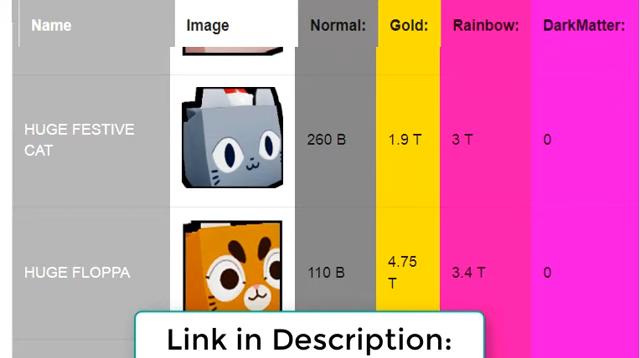 Name Image Normal: Gold: Rainbow: DarkMatter:
HUGE FESTIVE
CAT
260 B 1.9 T 3 T 0
HUGE FLOPPA
110 B
4.75
T
3.4 T 0
Link in Description: